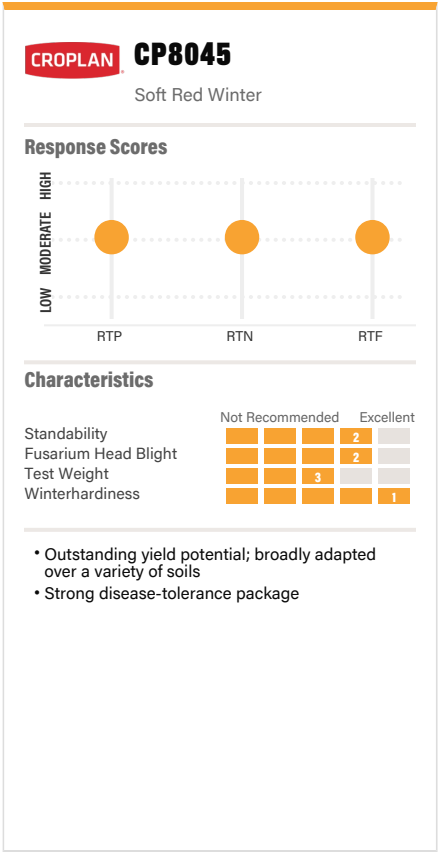 CROPLAN
CP8045
Soft Red Winter
Response Scores
HIGH
MODERATE
LOW
RTP RTN RTF
Characteristics
Not Recommended Excellent
Standability 2
Fusarium Head Blight 2
Test Weight 3
Winterhardiness 1
• Outstanding yield potential; broadly adapted
over a variety of soils
• Strong disease-tolerance package